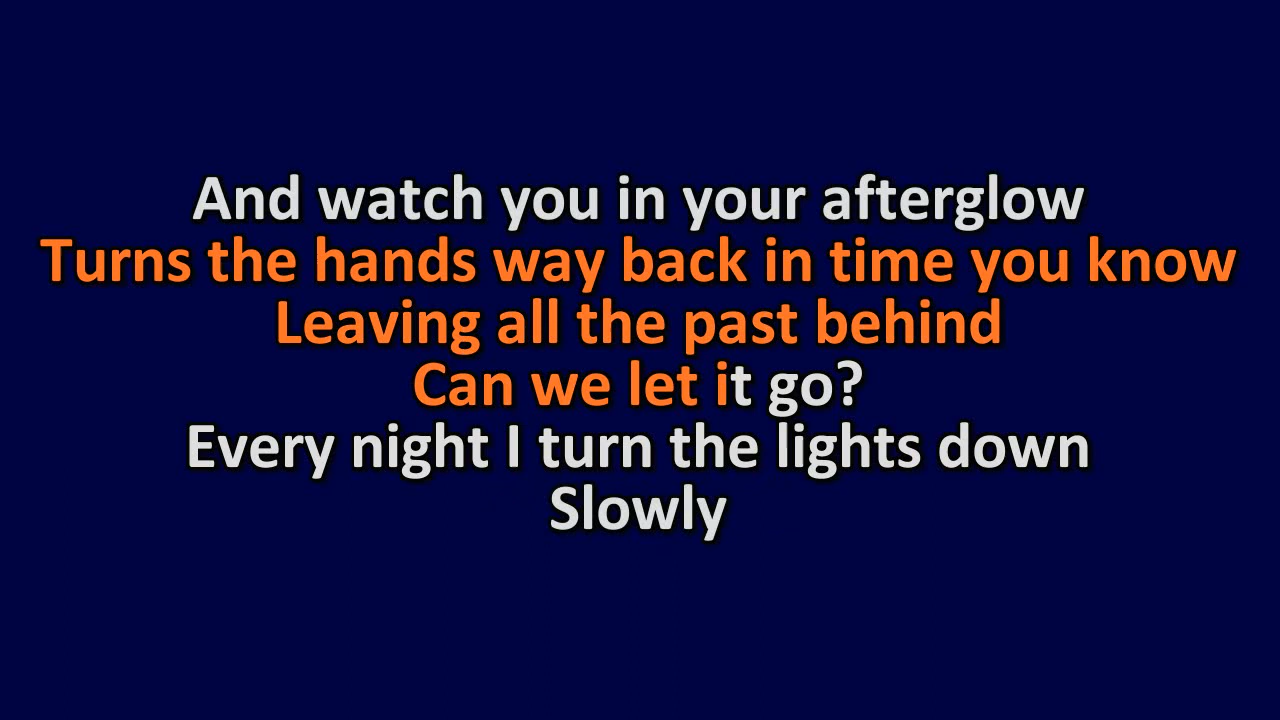 And watch you in your afterglow
Turns the hands way back in time you know
Leaving all the past behind
Can we let it go?
Every night I turn the lights down
Slowly